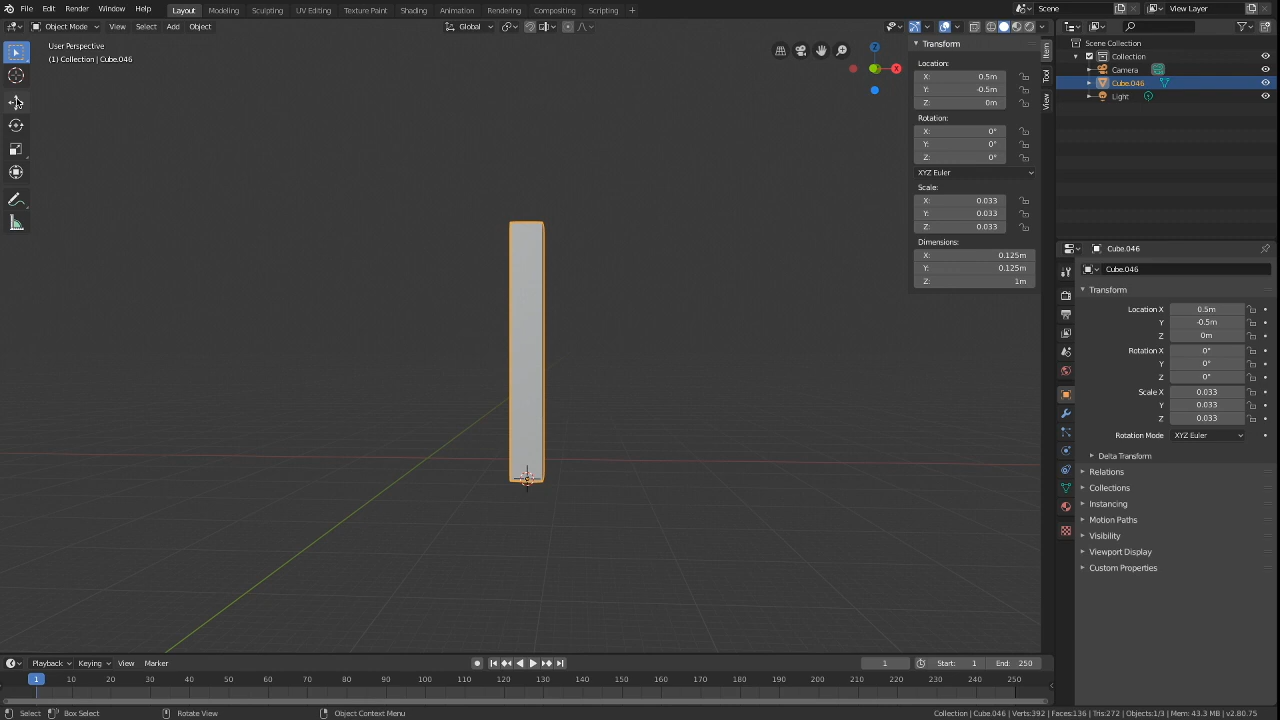 File Edit Render Window Help Layout Modeling Sculpting UV Editing Texture Paint Shading Animation Rendering Compositing Scripting + Scene View Layer
Object Mode View Select Add Object Global
User Perspective
(1) Collection | Cube.046
Z
X
Transform
Location:
X: 0.5m
Y: -0.5m
Z: 0m
Rotation:
X: 0°
Y: 0°
Z: 0°
XYZ Euler
Scale:
X: 0.033
Y: 0.033
Z: 0.033
Dimensions:
X: 0.125m
Y: 0.125m
Z: 1m
Item
Tool
View
Scene Collection
Collection
Camera
Cube.046
Light
Cube.046
Cube.046
Transform
Location X 0.5m
Y -0.5m
Z 0m
Rotation X 0°
Y 0°
Z 0°
Scale X 0.033
Y 0.033
Z 0.033
Rotation Mode XYZ Euler
Delta Transform
Relations
Collections
Instancing
Motion Paths
Visibility
Viewport Display
Custom Properties
Playback Keying View Marker 1 Start: 1 End: 250
1 10 20 30 40 50 60 70 80 90 100 110 120 130 140 150 160 170 180 190 200 210 220 230 240 250
Select Box Select Rotate View Object Context Menu Collection | Cube.046 | Verts:392 | Faces:136 | Tris:272 | Objects:1/3 | Mem: 43.3 MB | v2.80.75